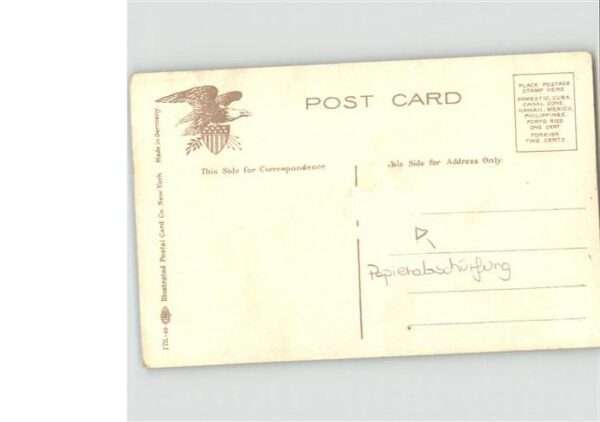 POST CARD
PLACE POSTAGE
STAMP HERE
DOMESTIC, CUBA
CANAL ZONE,
HAWAII, MEXICO,
PHILIPPINES,
PORTO RICO
ONE CENT
FOREIGN
TWO CENTS
This Side for Correspondence
his Side for Address Only
Papierabschürfung
Illustrated Postal Card Co. New York Made in Germany